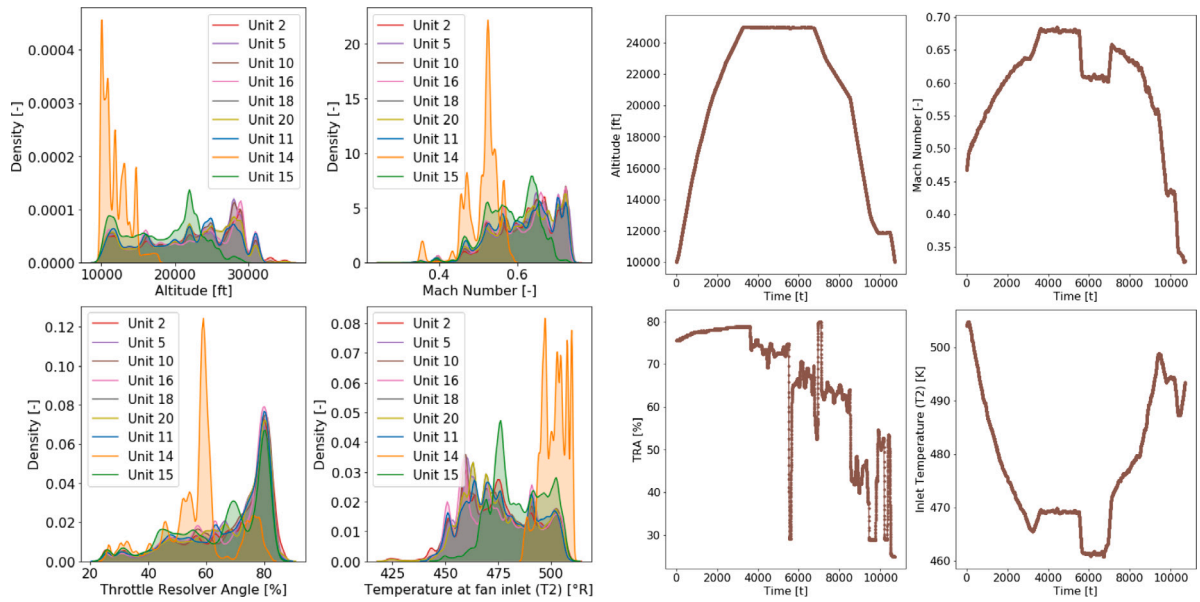 Density [-]
0.0004
0.0003
0.0002
0.0001
0.0000
10000
20000
30000
Altitude [ft]
Unit 2
Unit 5
Unit 10
Unit 16
Unit 18
Unit 20
Unit 11
Unit 14
Unit 15
Density [-]
20
15
10
5
0
0.4
0.6
Mach Number [-]
Unit 2
Unit 5
Unit 10
Unit 16
Unit 18
Unit 20
Unit 11
Unit 14
Unit 15
Altitude [ft]
24000
22000
20000
18000
16000
14000
12000
10000
0
2000
4000
6000
8000
10000
Time [t]
Mach Number [-]
0.70
0.65
0.60
0.55
0.50
0.45
0.40
0.35
0
2000
4000
6000
8000
10000
Time [t]
Density [-]
0.12
0.10
0.08
0.06
0.04
0.02
0.00
20
40
60
80
Throttle Resolver Angle [%]
Unit 2
Unit 5
Unit 10
Unit 16
Unit 18
Unit 20
Unit 11
Unit 14
Unit 15
Density [-]
0.08
0.07
0.06
0.05
0.04
0.03
0.02
0.01
0.00
425
450
475
500
Temperature at fan inlet (T2) [°R]
Unit 2
Unit 5
Unit 10
Unit 16
Unit 18
Unit 20
Unit 11
Unit 14
Unit 15
TRA [%]
80
70
60
50
40
30
0
2000
4000
6000
8000
10000
Time [t]
Inlet Temperature (T2) [K]
500
490
480
470
460
0
2000
4000
6000
8000
10000
Time [t]